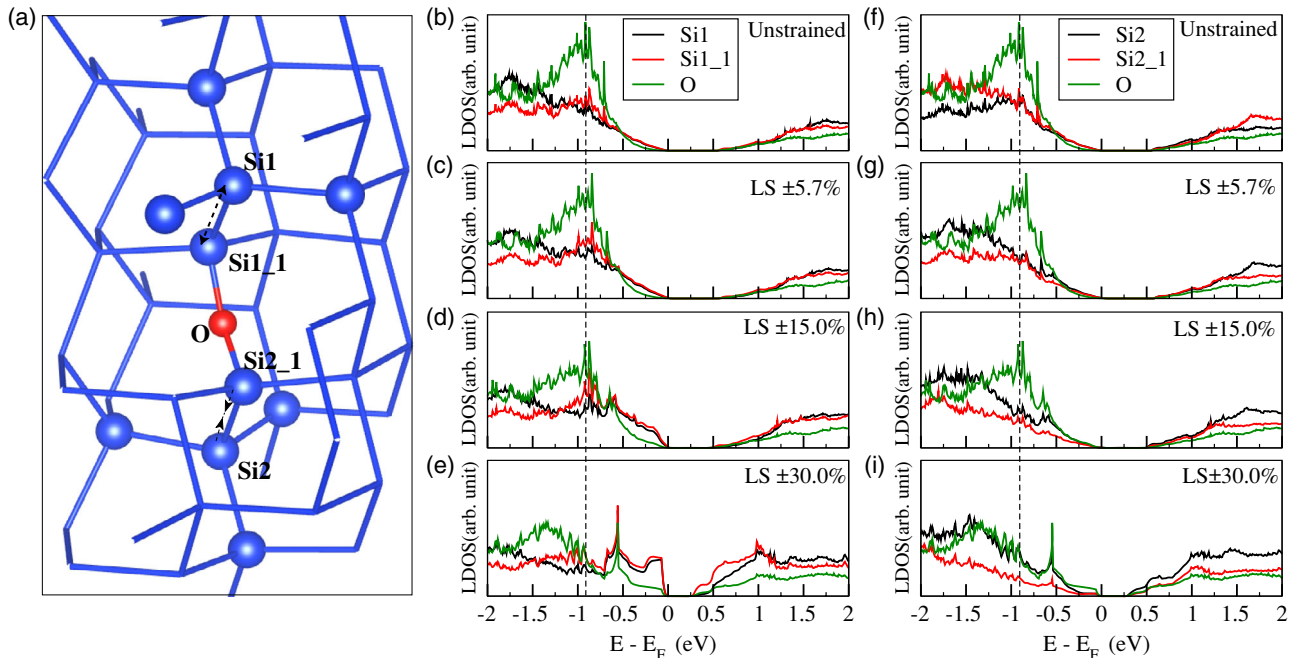 (a)
Si1
Si1_1
O
Si2_1
Si2
(b)
Si1
Si1_1
O
Unstrained
LDOS(arb. unit)
(c)
LS ±5.7%
LDOS(arb. unit)
(d)
LS ±15.0%
LDOS(arb. unit)
(e)
LS ±30.0%
LDOS(arb. unit)
-2 -1.5 -1 -0.5 0 0.5 1 1.5 2
E - E_F (eV)
(f)
Si2
Si2_1
O
Unstrained
LDOS(arb. unit)
(g)
LS ±5.7%
LDOS(arb. unit)
(h)
LS ±15.0%
LDOS(arb. unit)
(i)
LS±30.0%
LDOS(arb. unit)
-2 -1.5 -1 -0.5 0 0.5 1 1.5 2
E - E_F (eV)